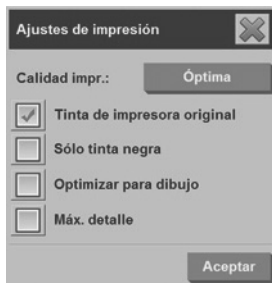 Ajustes de impresión
Calidad impr.: Óptima
Tinta de impresora original
Sólo tinta negra
Optimizar para dibujo
Máx. detalle
Aceptar